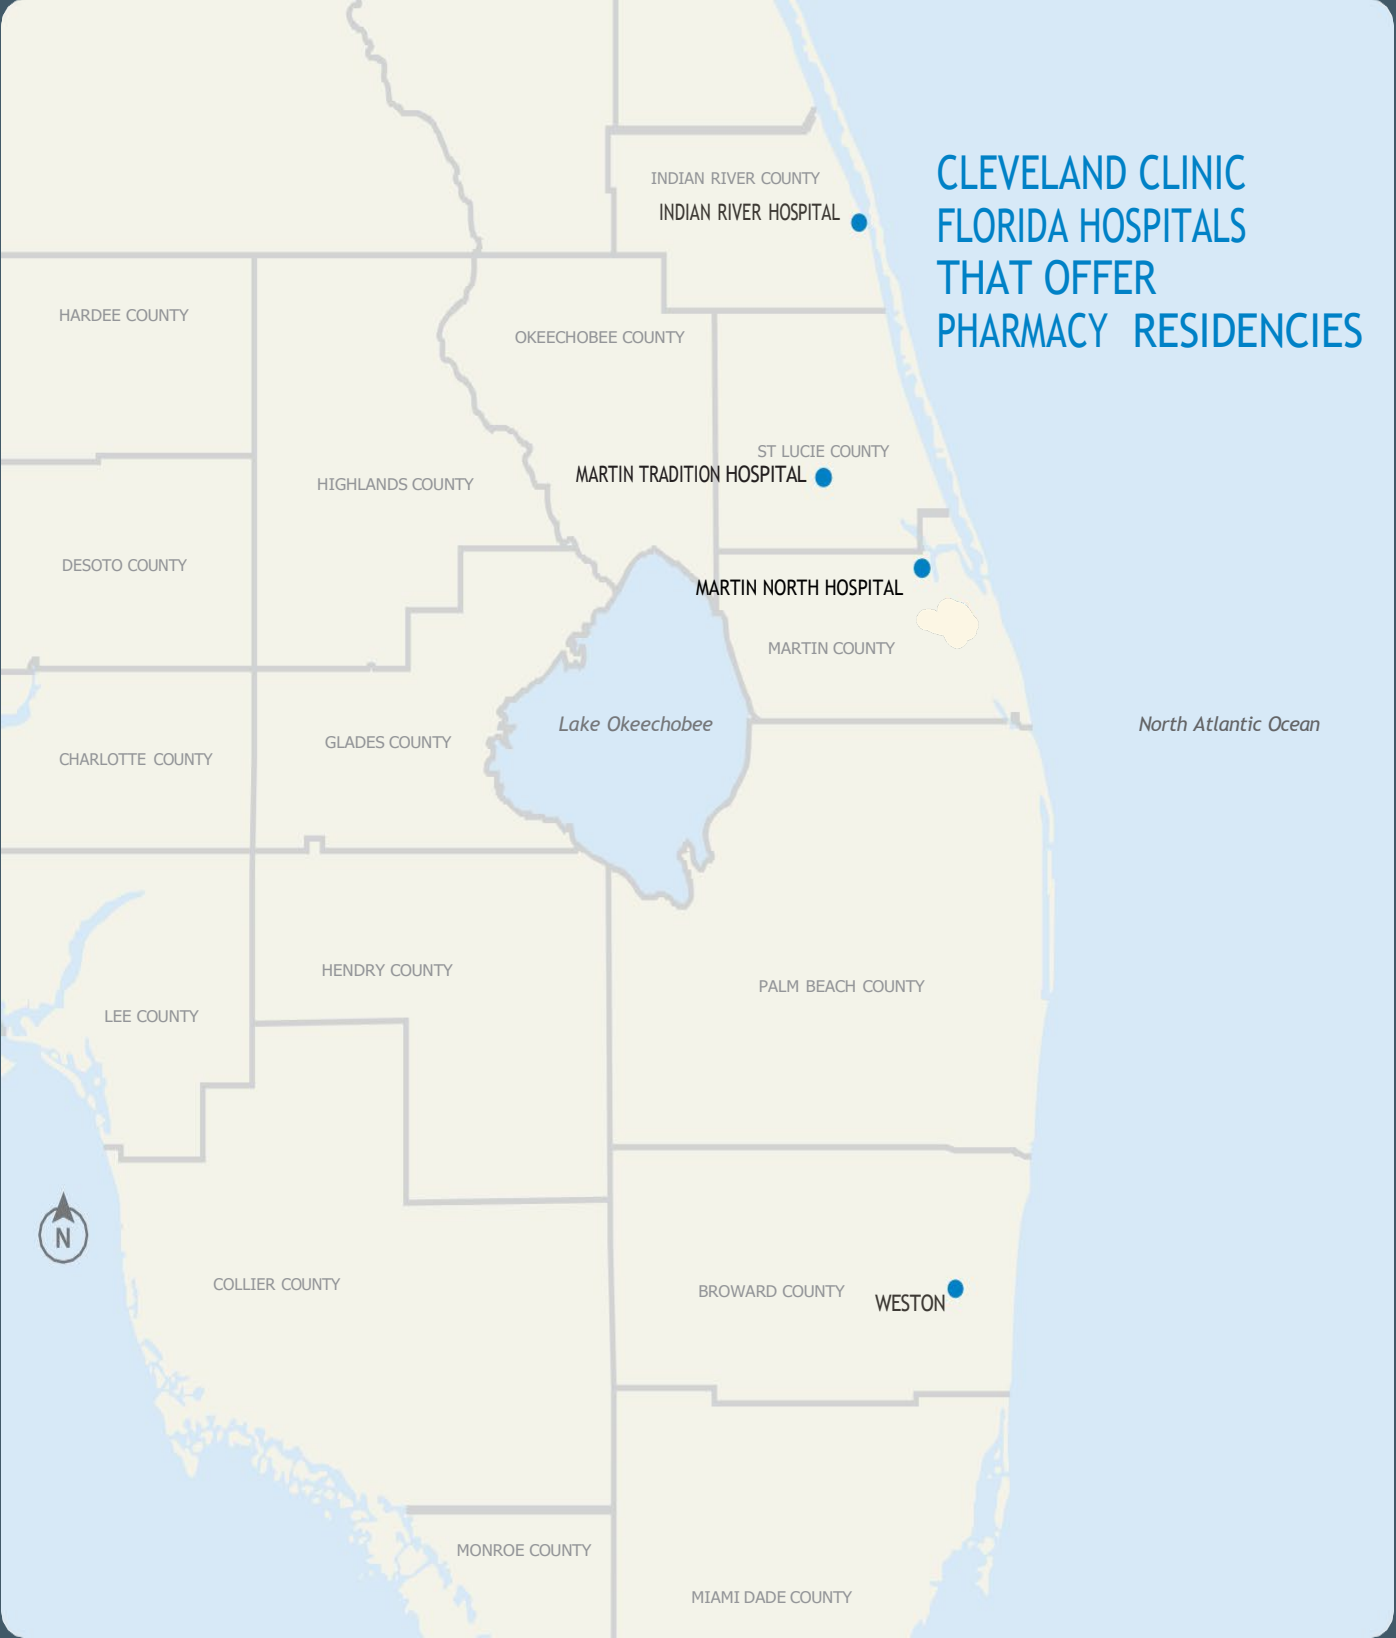 CLEVELAND CLINIC
FLORIDA HOSPITALS
THAT OFFER
PHARMACY RESIDENCIES
INDIAN RIVER COUNTY
INDIAN RIVER HOSPITAL
HARDEE COUNTY
OKEECHOBEE COUNTY
ST LUCIE COUNTY
MARTIN TRADITION HOSPITAL
HIGHLANDS COUNTY
DESOTO COUNTY
MARTIN NORTH HOSPITAL
MARTIN COUNTY
Lake Okeechobee
North Atlantic Ocean
GLADES COUNTY
CHARLOTTE COUNTY
HENDRY COUNTY
PALM BEACH COUNTY
LEE COUNTY
N
COLLIER COUNTY
BROWARD COUNTY
WESTON
MONROE COUNTY
MIAMI DADE COUNTY